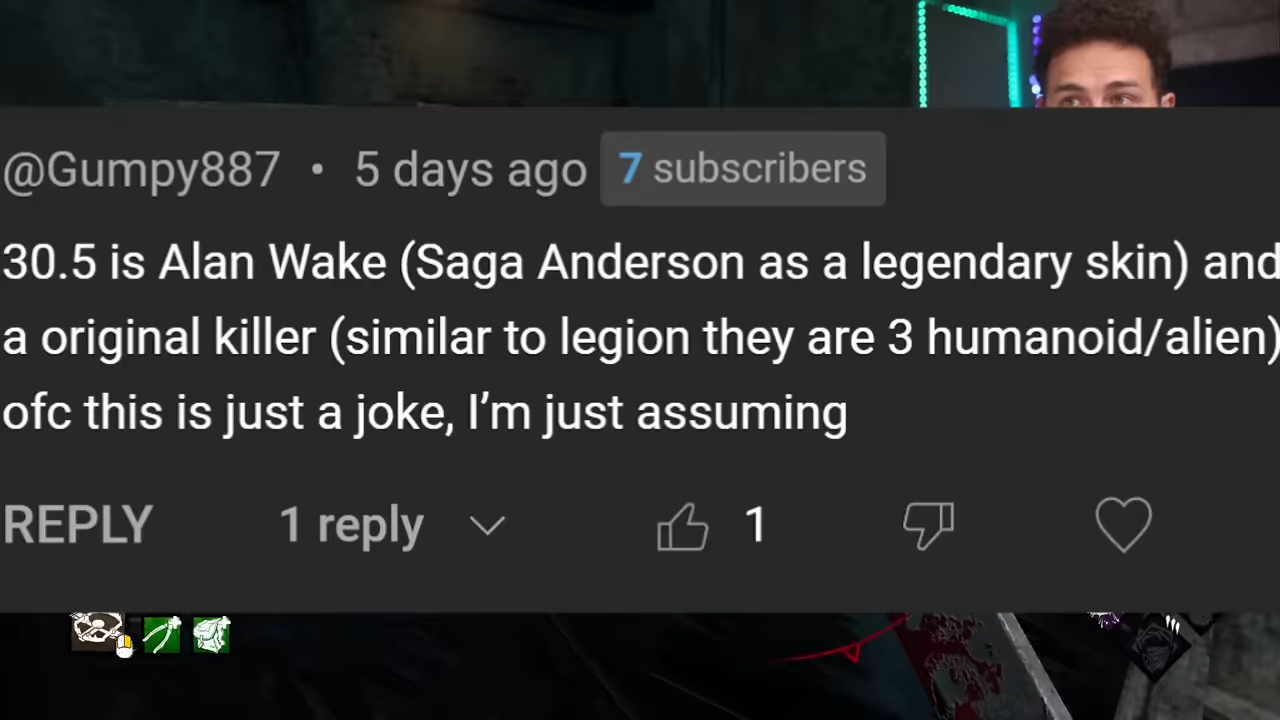 @Gumpy887 • 5 days ago 7 subscribers
30.5 is Alan Wake (Saga Anderson as a legendary skin) and
a original killer (similar to legion they are 3 humanoid/alien)
ofc this is just a joke, I’m just assuming
REPLY 1 reply 1